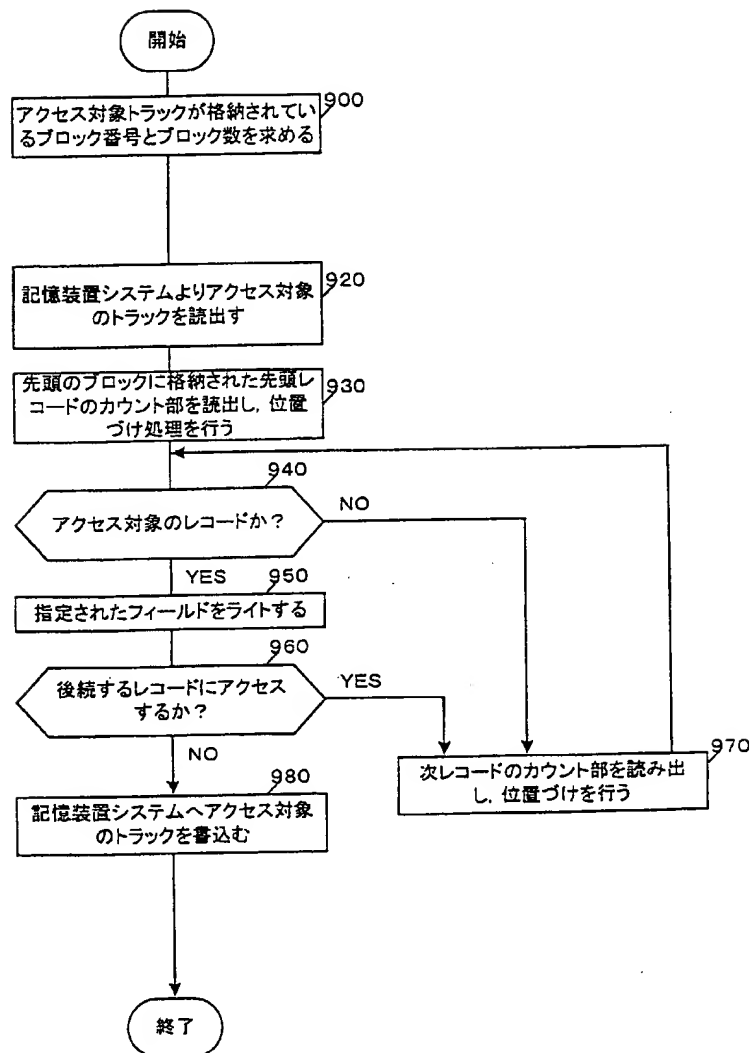 開始
900
アクセス対象トラックが格納されてい
るブロック番号とブロック数を求める
920
記憶装置システムよりアクセス対象
のトラックを読出す
930
先頭のブロックに格納された先頭レ
コードのカウント部を読出し，位置
づけ処理を行う
940
アクセス対象のレコードか？
NO
YES
950
指定されたフィールドをライトする
960
後続するレコードにアクセス
するか？
YES
NO
970
次レコードのカウント部を読み出
し，位置づけを行う
980
記憶装置システムへアクセス対象
のトラックを書込む
終了